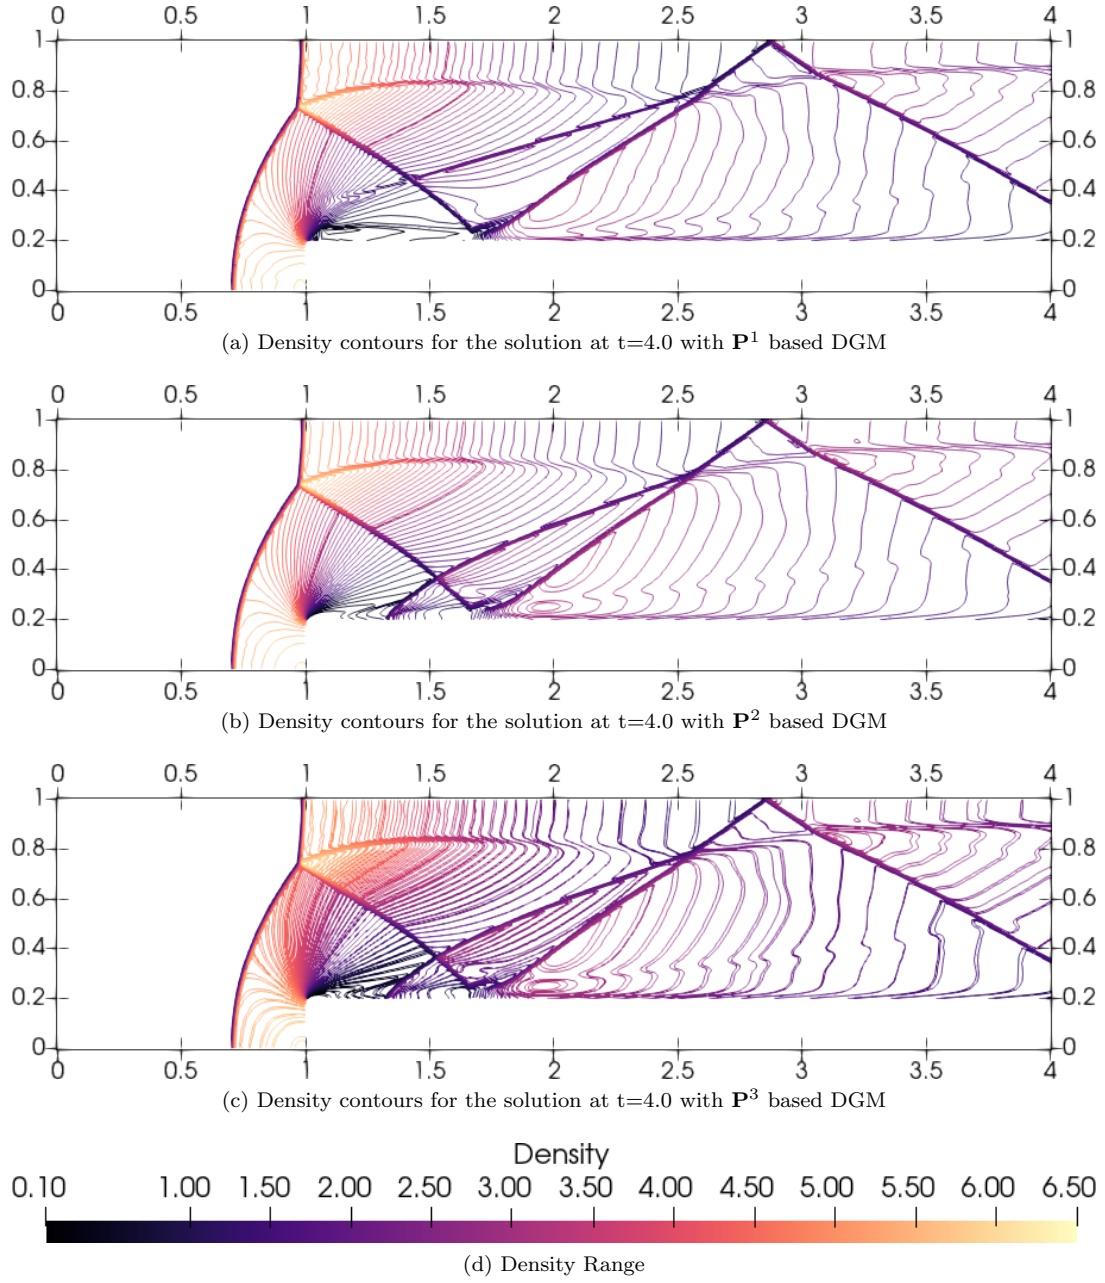 0 0.5 1 1.5 2 2.5 3 3.5 4
1 1
0.8 0.8
0.6 0.6
0.4 0.4
0.2 0.2
0 0
0 0.5 1 1.5 2 2.5 3 3.5 4
(a) Density contours for the solution at t=4.0 with P¹ based DGM
0 0.5 1 1.5 2 2.5 3 3.5 4
1 1
0.8 0.8
0.6 0.6
0.4 0.4
0.2 0.2
0 0
0 0.5 1 1.5 2 2.5 3 3.5 4
(b) Density contours for the solution at t=4.0 with P² based DGM
0 0.5 1 1.5 2 2.5 3 3.5 4
1 1
0.8 0.8
0.6 0.6
0.4 0.4
0.2 0.2
0 0
0 0.5 1 1.5 2 2.5 3 3.5 4
(c) Density contours for the solution at t=4.0 with P³ based DGM
Density
0.10 1.00 1.50 2.00 2.50 3.00 3.50 4.00 4.50 5.00 5.50 6.00 6.50
(d) Density Range